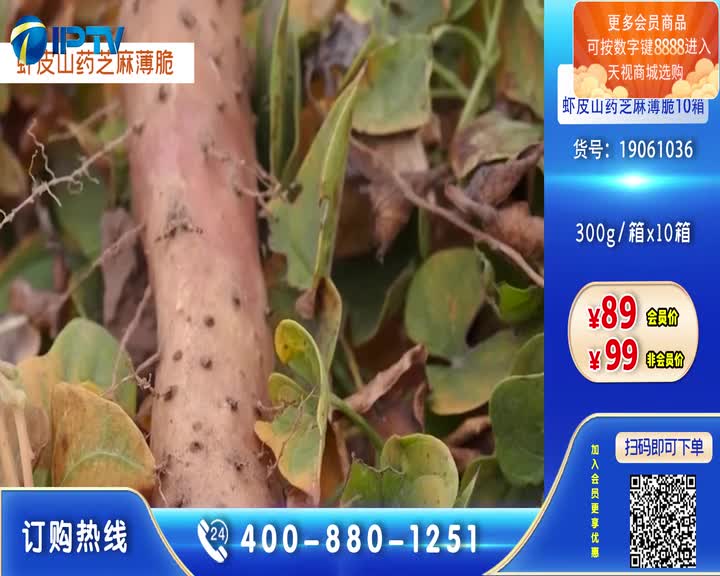 IPTV
虾皮山药芝麻薄脆
更多会员商品
可按数字键8888进入
天视商城选购
虾皮山药芝麻薄脆10箱
货号：19061036
300g/箱x10箱
¥89 会员价
¥99 非会员价
加入会员更享优惠
扫码即可下单
订购热线
24
400-880-1251